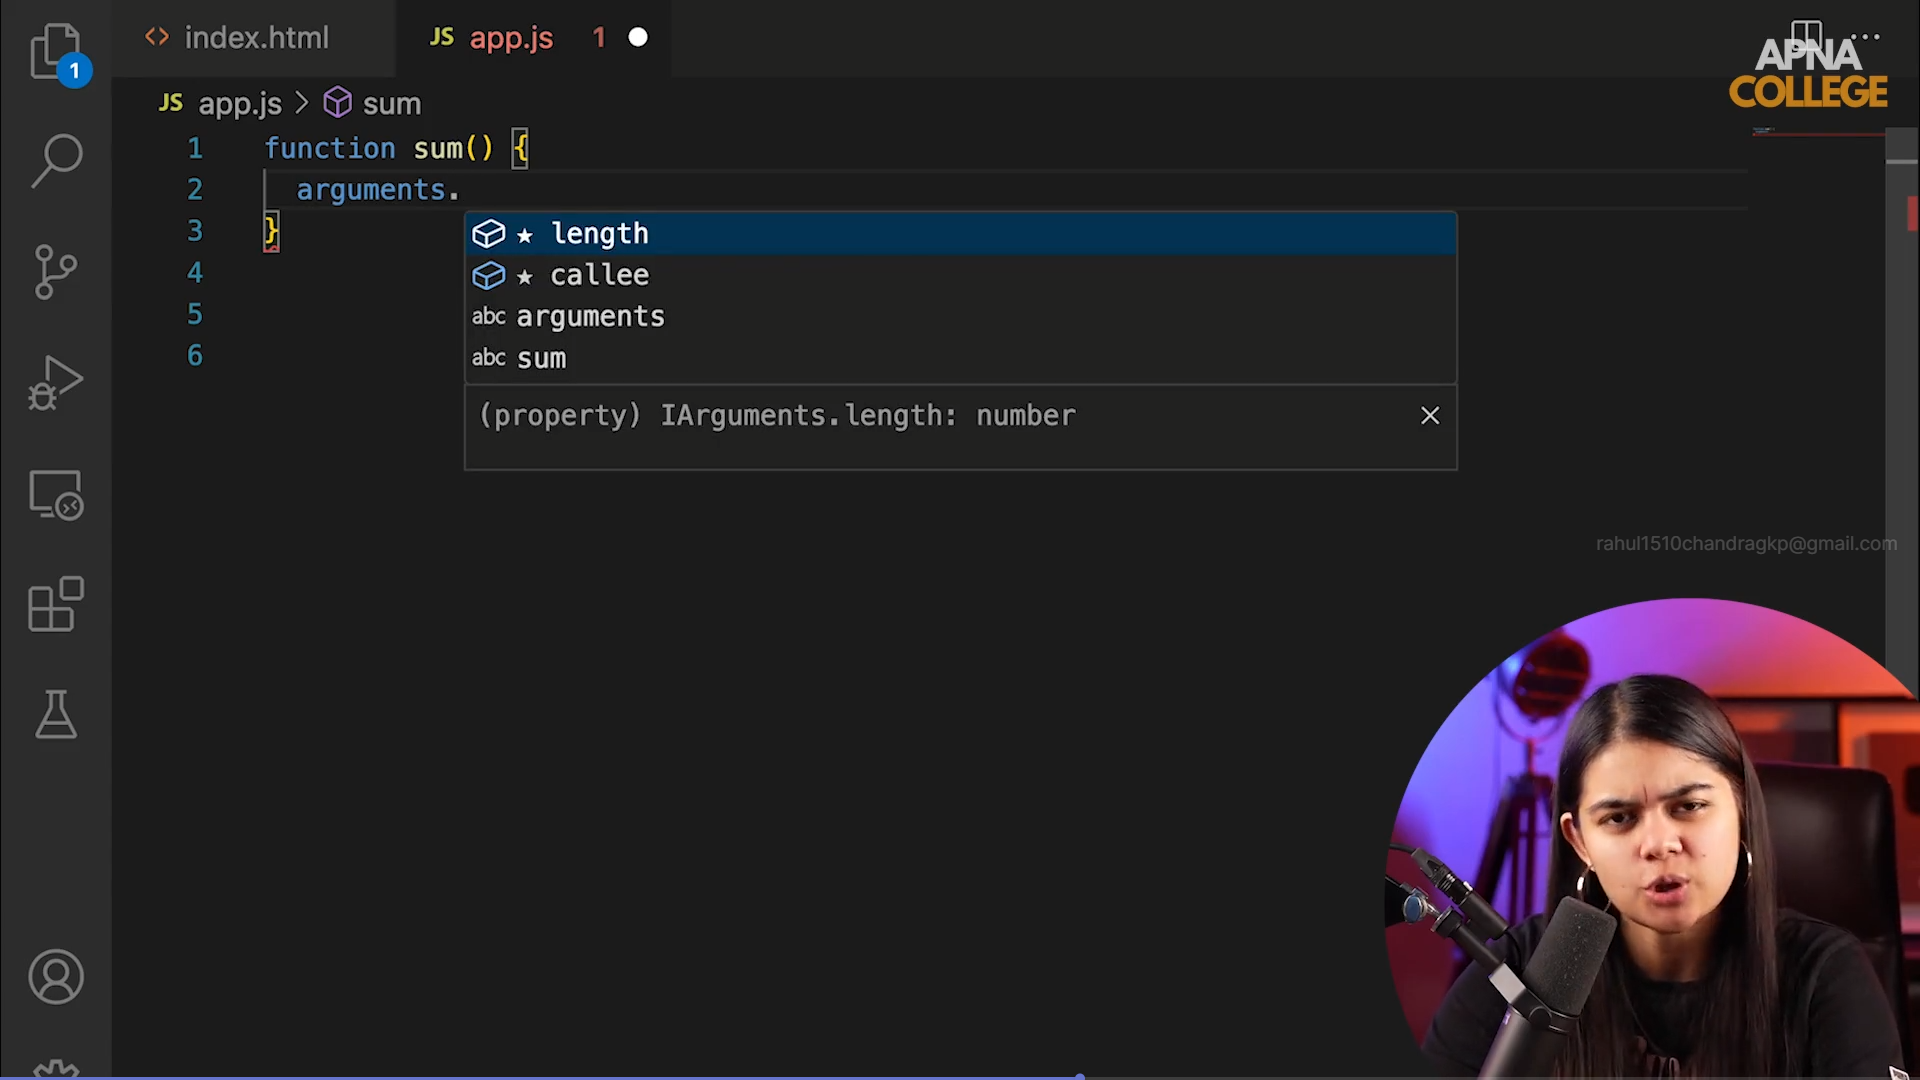 1
index.html
JS app.js 1
APNA
COLLEGE
JS app.js > sum
1 function sum() {
2 arguments.
3 }
4
5
6
★ length
★ callee
abc arguments
abc sum
(property) IArguments.length: number
rahul1510chandragkp@gmail.com